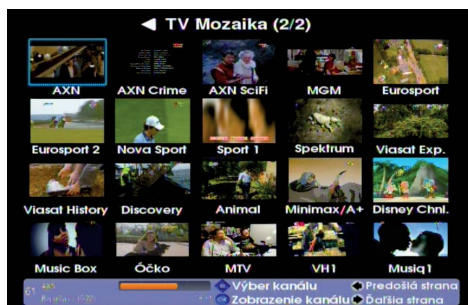 ◄ TV Mozaika (2/2)
AXN AXN Crime AXN SciFi MGM Eurosport
Eurosport 2 Nova Sport Sport 1 Spektrum Viasat Exp.
Viasat History Discovery Animal Minimax/A+ Disney Chnl.
Music Box Óčko MTV VH1 Musiq1
61 AXN Výber kanálu Predošlá strana
Zobrazenie kanálu Ďalšia strana